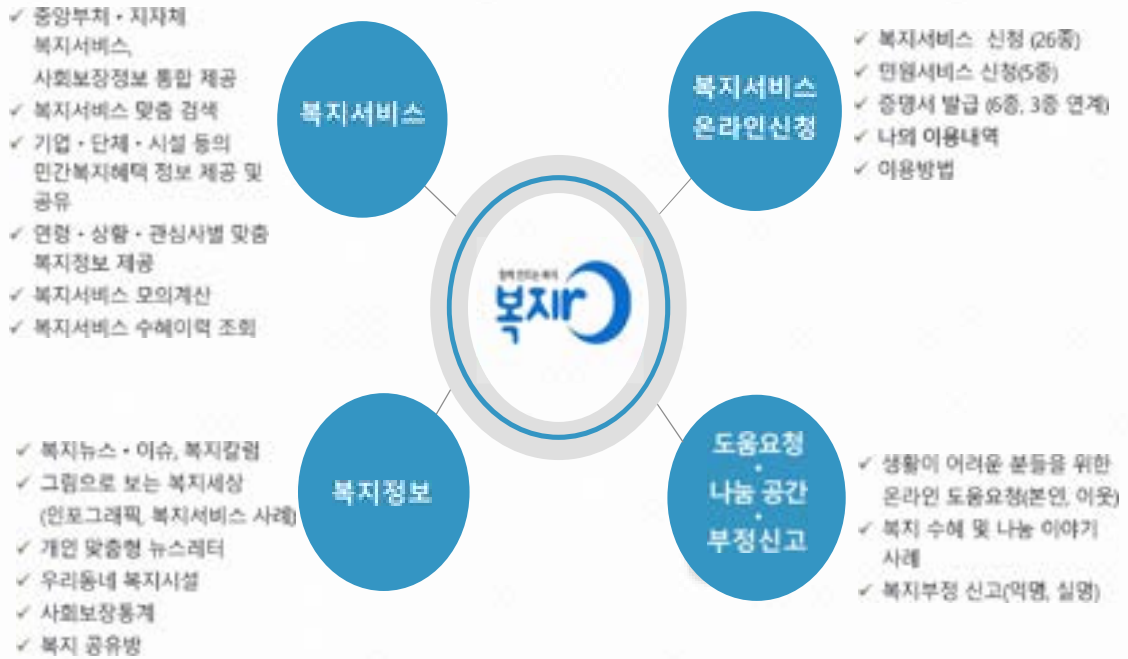 ✓ 중앙부처・지자체
복지서비스,
사회보장정보 통합 제공
✓ 복지서비스 맞춤 검색
✓ 기업・단체・시설 등의
민간복지혜택 정보 제공 및
공유
✓ 연령・상황・관심사별 맞춤
복지정보 제공
✓ 복지서비스 모의계산
✓ 복지서비스 수혜이력 조회
복지서비스
복지서비스
온라인신청
✓ 복지서비스 신청 (26종)
✓ 민원서비스 신청(5종)
✓ 증명서 발급 (6종, 3종 연계)
✓ 나의 이용내역
✓ 이용방법
함께 만드는 복지
복지로
✓ 복지뉴스・이슈, 복지칼럼
✓ 그림으로 보는 복지세상
(인포그래픽, 복지서비스 사례)
✓ 개인 맞춤형 뉴스레터
✓ 우리동네 복지시설
✓ 사회보장통계
✓ 복지 공유방
복지정보
도움요청
・
나눔 공간
・
부정신고
✓ 생활이 어려운 분들을 위한
온라인 도움요청(본인, 이웃)
✓ 복지 수혜 및 나눔 이야기
사례
✓ 복지부정 신고(익명, 실명)